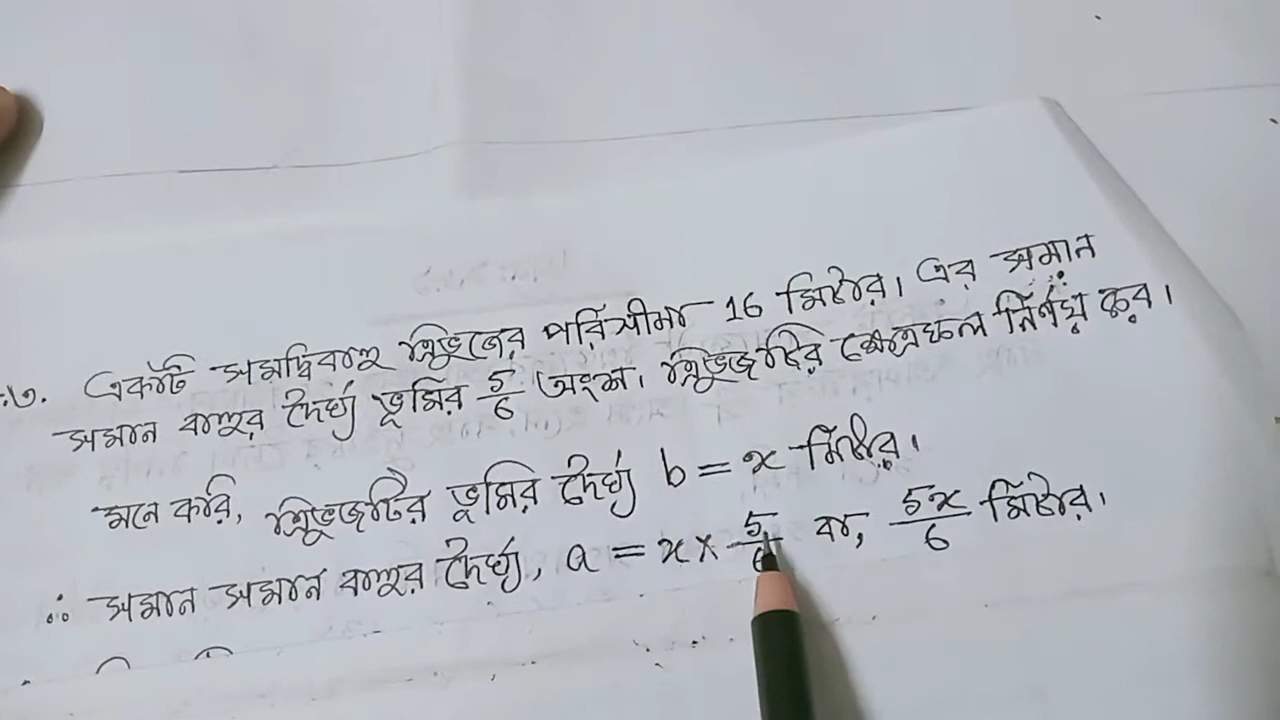 ৩. একটি সমদ্বিবাহু ত্রিভুজের পরিসীমা 16 মিটার। এর সমান
সমান বাহুর দৈর্ঘ্য ভূমির 5/6 অংশ। ত্রিভুজটির ক্ষেত্রফল নির্ণয় কর।
মনে করি, ত্রিভুজটির ভূমির দৈর্ঘ্য b = x মিটার।
∴ সমান সমান বাহুর দৈর্ঘ্য, a = x × 5/6 বা, 5x/6 মিটার।